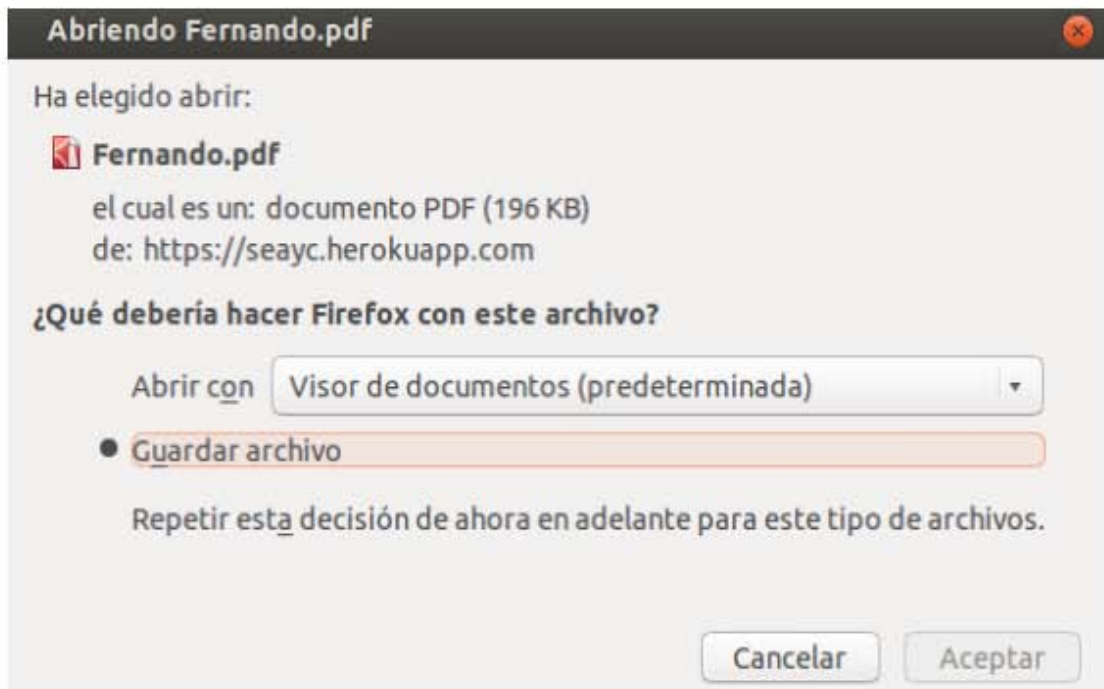 Abriendo Fernando.pdf
Ha elegido abrir:
Fernando.pdf
el cual es un: documento PDF (196 KB)
de: https://seayc.herokuapp.com
¿Qué debería hacer Firefox con este archivo?
Abrir con Visor de documentos (predeterminada)
Guardar archivo
Repetir esta decisión de ahora en adelante para este tipo de archivos.
Cancelar Aceptar